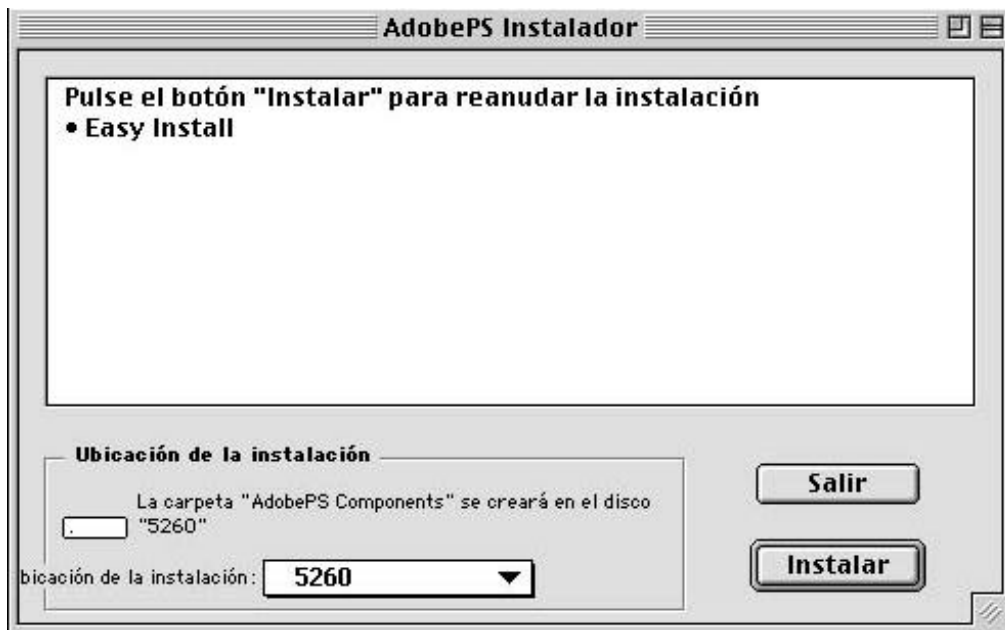 AdobePS Instalador
Pulse el botón "Instalar" para reanudar la instalación
• Easy Install
Ubicación de la instalación
La carpeta "AdobePS Components" se creará en el disco
"5260"
bicación de la instalación: 5260
Salir
Instalar